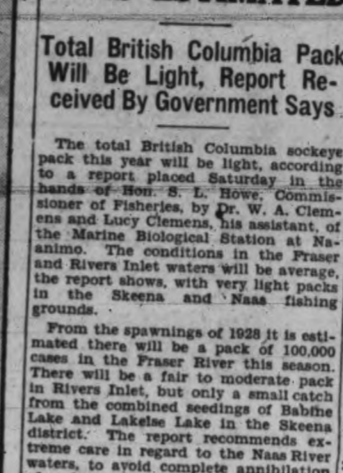 Total British Columbia Pack
Will Be Light, Report Re-
ceived By Government Says
The total British Columbia sockeye
pack this year will be light, according
to a report placed Saturday in the
hands of Hon. S. L. Howe, Commis-
sioner of Fisheries, by Dr. W. A. Clem-
ens and Lucy Clemens, his assistant, of
the Marine Biological Station at Na-
animo. The conditions in the Fraser
and Rivers Inlet waters will be average,
the report shows, with very light packs
in the Skeena and Naas fishing
grounds.
From the spawnings of 1928 it is esti-
mated there will be a pack of 100,000
cases in the Fraser River this season.
There will be a fair to moderate pack
in Rivers Inlet, but only a small catch
from the combined seedings of Babine
Lake and Lakelse Lake in the Skeena
district. The report recommends ex-
treme care in regard to the Naas River
waters, to avoid complete annihilation